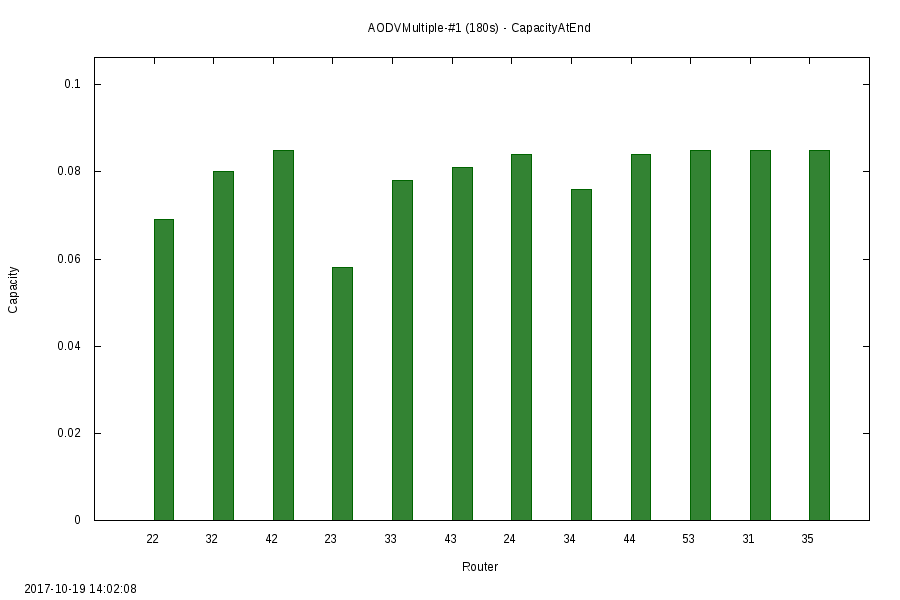 AODVMultiple-#1 (180s) - CapacityAtEnd
0.1
0.08
0.06
0.04
0.02
0
Capacity
22 32 42 23 33 43 24 34 44 53 31 35
Router
2017-10-19 14:02:08